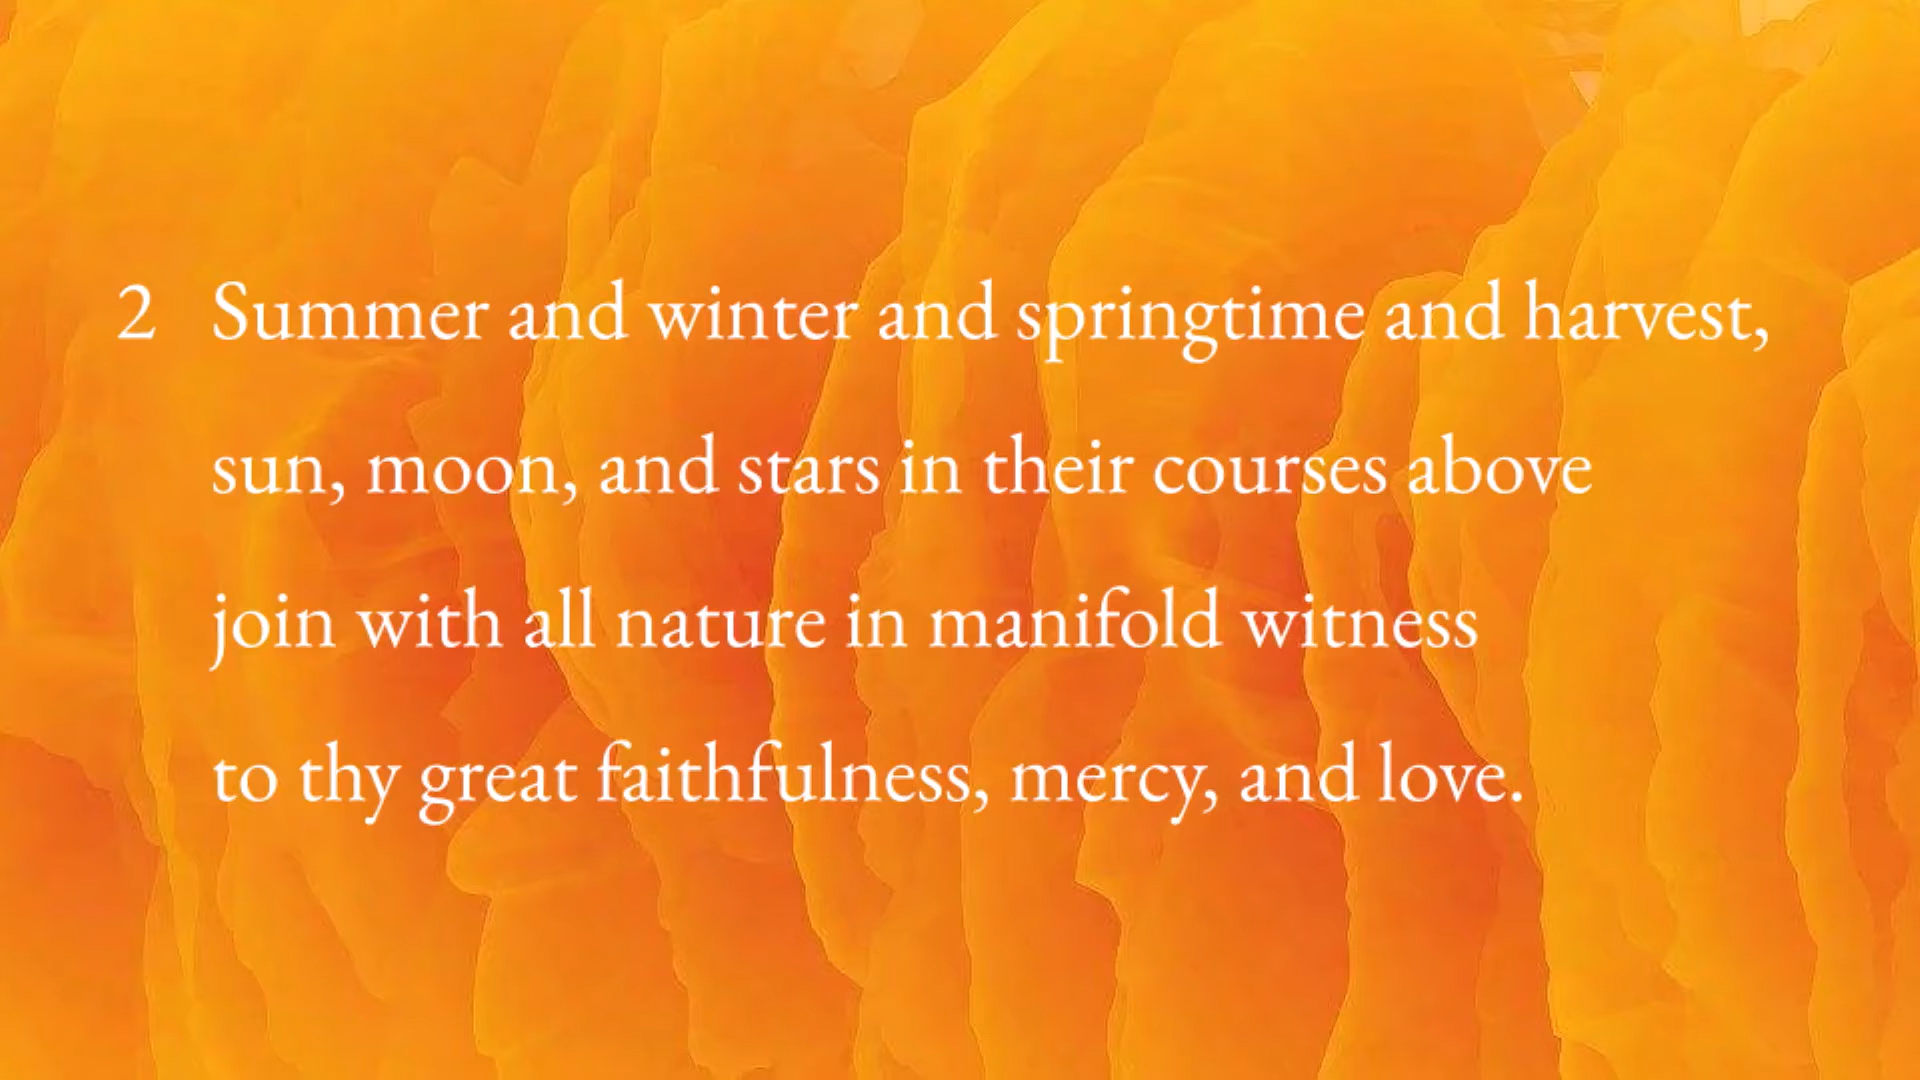 2 Summer and winter and springtime and harvest,
sun, moon, and stars in their courses above
join with all nature in manifold witness
to thy great faithfulness, mercy, and love.